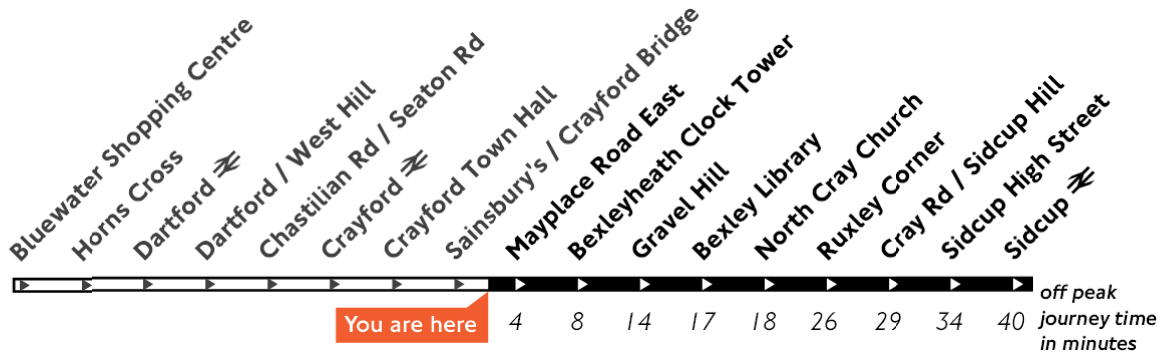 Bluewater Shopping Centre
Horns Cross
Dartford
Dartford / West Hill
Chastilian Rd / Seaton Rd
Crayford
Crayford Town Hall
Sainsbury's / Crayford Bridge
Mayplace Road East
Bexleyheath Clock Tower
Gravel Hill
Bexley Library
North Cray Church
Ruxley Corner
Cray Rd / Sidcup Hill
Sidcup High Street
Sidcup
You are here
4 8 14 17 18 26 29 34 40
off peak
journey time
in minutes